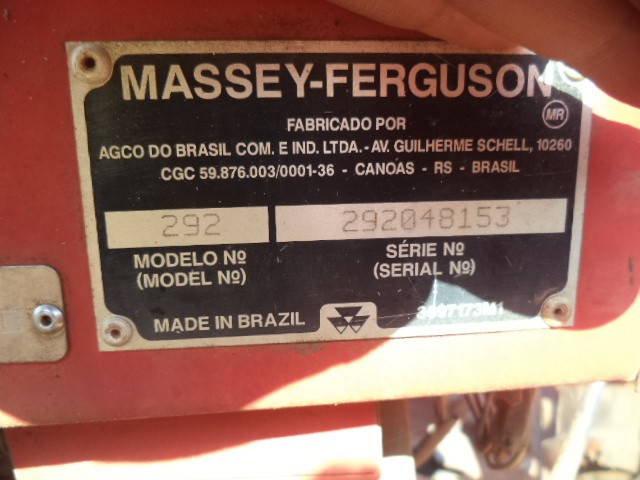 MASSEY-FERGUSON
MR
FABRICADO POR
AGCO DO BRASIL COM. E IND. LTDA.-AV. GUILHERME SCHELL, 10260
CGC 59.876.003/0001-36 - CANOAS - RS - BRASIL
292
292048153
MODELO Nº
(MODEL Nº)
SÉRIE Nº
(SERIAL Nº)
MADE IN BRAZIL